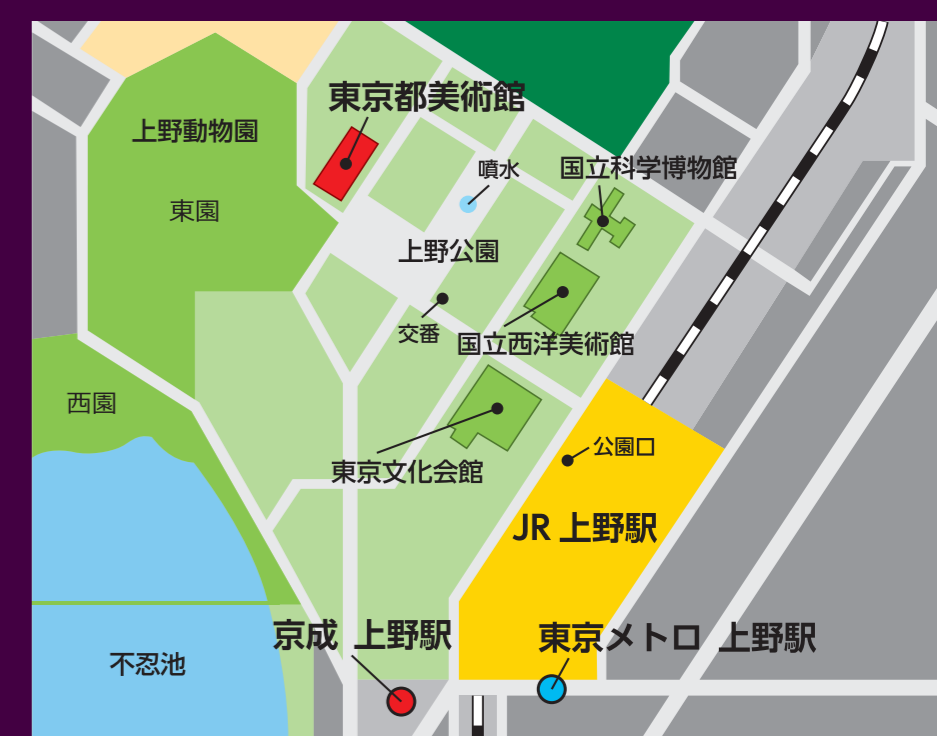 東京都美術館
上野動物園
噴水
国立科学博物館
東園
上野公園
交番
国立西洋美術館
西園
公園口
東京文化会館
JR 上野駅
京成 上野駅
東京メトロ 上野駅
不忍池